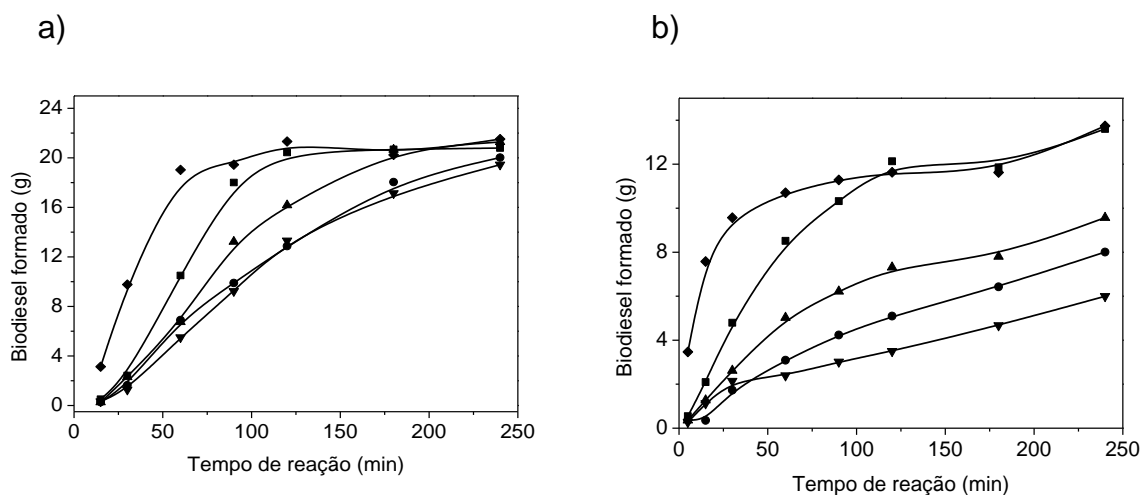 a)
24
20
16
12
8
4
0
Biodiesel formado (g)
0 50 100 150 200 250
Tempo de reação (min)
b)
12
8
4
0
Biodiesel formado (g)
0 50 100 150 200 250
Tempo de reação (min)